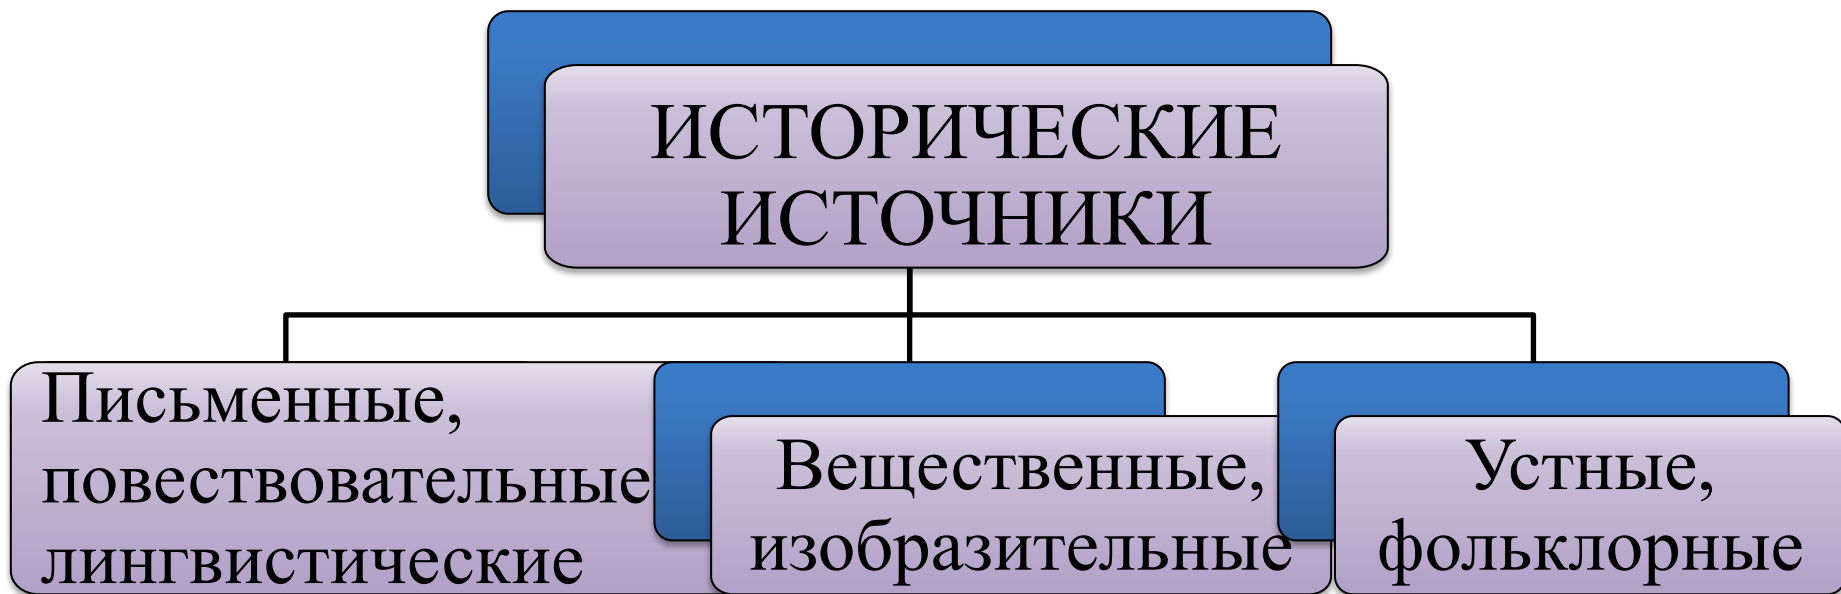 ИСТОРИЧЕСКИЕ
ИСТОЧНИКИ
Письменные,
повествовательные
лингвистические
Вещественные,
изобразительные
Устные,
фольклорные